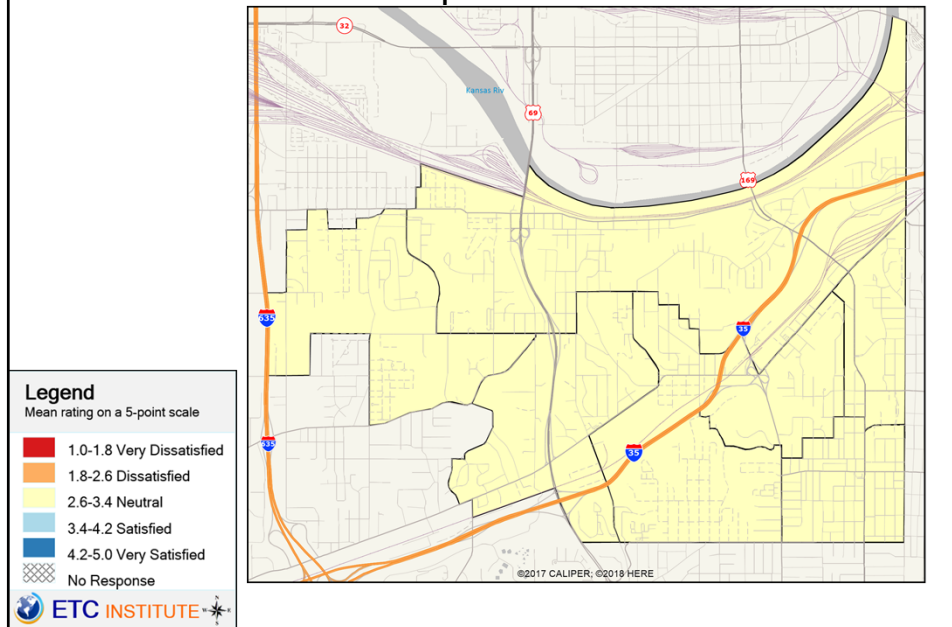 32
Kansas Riv
69
169
635
35
635
35
Legend
Mean rating on a 5-point scale
1.0-1.8 Very Dissatisfied
1.8-2.6 Dissatisfied
2.6-3.4 Neutral
3.4-4.2 Satisfied
4.2-5.0 Very Satisfied
No Response
©2017 CALIPER; ©2018 HERE
ETC INSTITUTE